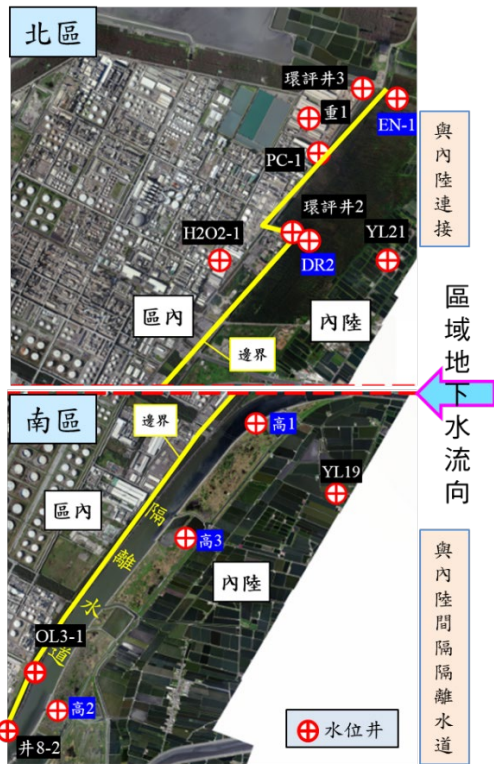 北區
環評井3
重1
EN-1
PC-1
環評井2
H2O2-1
YL21
DR2
區內
內陸
邊界
與內陸連接
區域地下水流向
南區
邊界
高1
區內
YL19
隔離水道
高3
內陸
OL3-1
高2
井8-2
水位井
與內陸間隔隔離水道